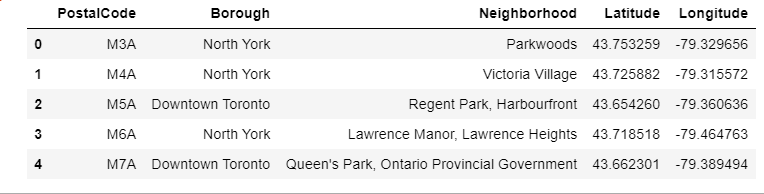 PostalCode Borough Neighborhood Latitude Longitude
0 M3A North York Parkwoods 43.753259 -79.329656
1 M4A North York Victoria Village 43.725882 -79.315572
2 M5A Downtown Toronto Regent Park, Harbourfront 43.654260 -79.360636
3 M6A North York Lawrence Manor, Lawrence Heights 43.718518 -79.464763
4 M7A Downtown Toronto Queen's Park, Ontario Provincial Government 43.662301 -79.389494